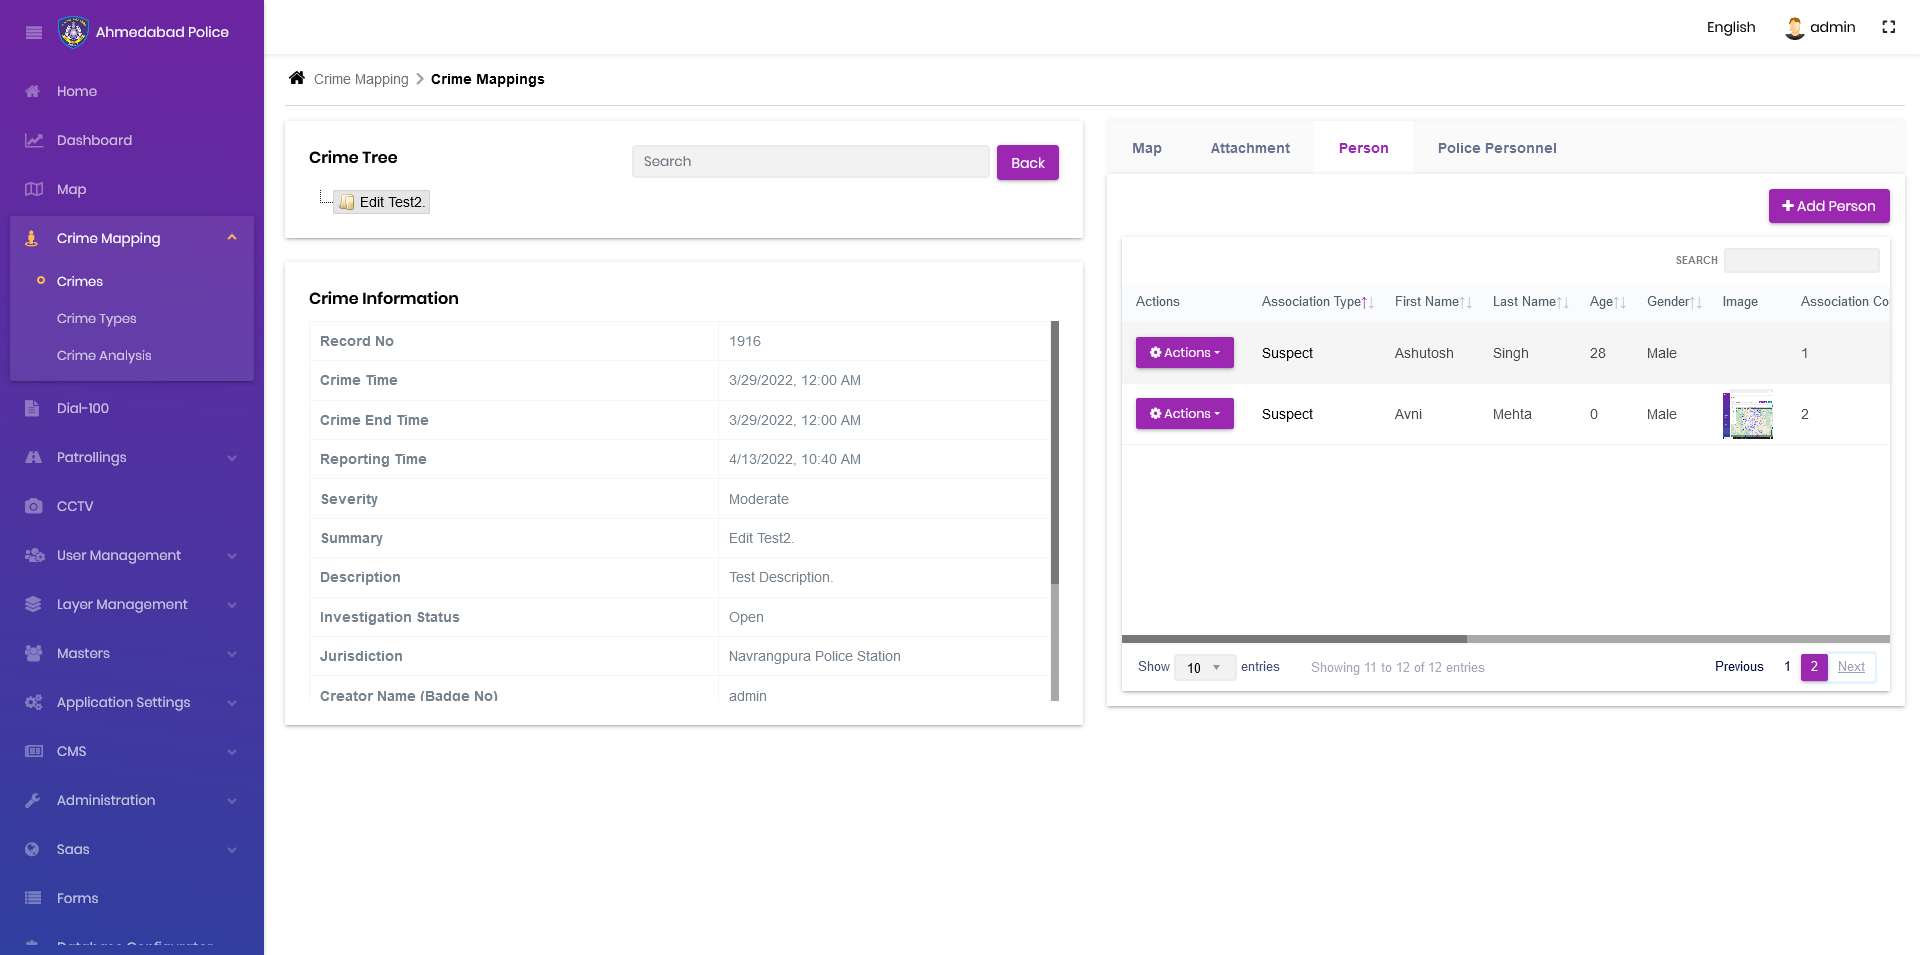 Ahmedabad Police
Home
Dashboard
Map
Crime Mapping
Crimes
Crime Types
Crime Analysis
Dial-100
Patrollings
CCTV
User Management
Layer Management
Masters
Application Settings
CMS
Administration
Saas
Forms
Database Configurator
English admin
Crime Mapping Crime Mappings
Crime Tree
Search
Back
Edit Test2.
Crime Information
Record No 1916
Crime Time 3/29/2022, 12:00 AM
Crime End Time 3/29/2022, 12:00 AM
Reporting Time 4/13/2022, 10:40 AM
Severity Moderate
Summary Edit Test2.
Description Test Description.
Investigation Status Open
Jurisdiction Navrangpura Police Station
Creator Name (Badge No) admin
Map Attachment Person Police Personnel
Add Person
SEARCH
Actions Association Type First Name Last Name Age Gender Image Association Co
Actions Suspect Ashutosh Singh 28 Male 1
Actions Suspect Avni Mehta 0 Male 2
Show 10 entries Showing 11 to 12 of 12 entries Previous 1 2 Next